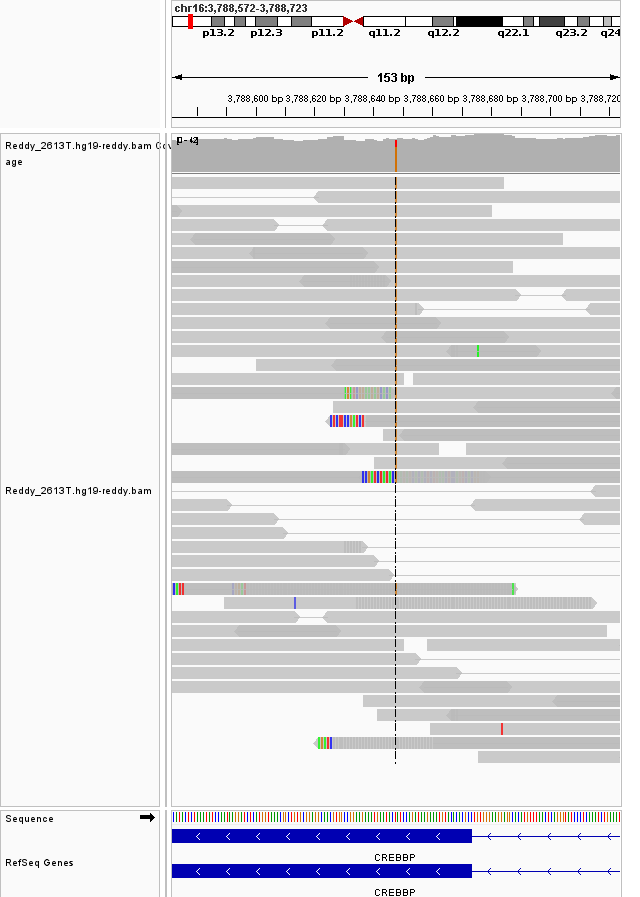 chr16:3,788,572-3,788,723
p13.2 p12.3 p11.2 q11.2 q12.2 q22.1 q23.2 q24
153 bp
3,788,600 bp 3,788,620 bp 3,788,640 bp 3,788,660 bp 3,788,680 bp 3,788,700 bp 3,788,720
Reddy_2613T.hg19-reddy.bam Cov
age
Reddy_2613T.hg19-reddy.bam
Sequence
CREBBP
RefSeq Genes
CREBBP